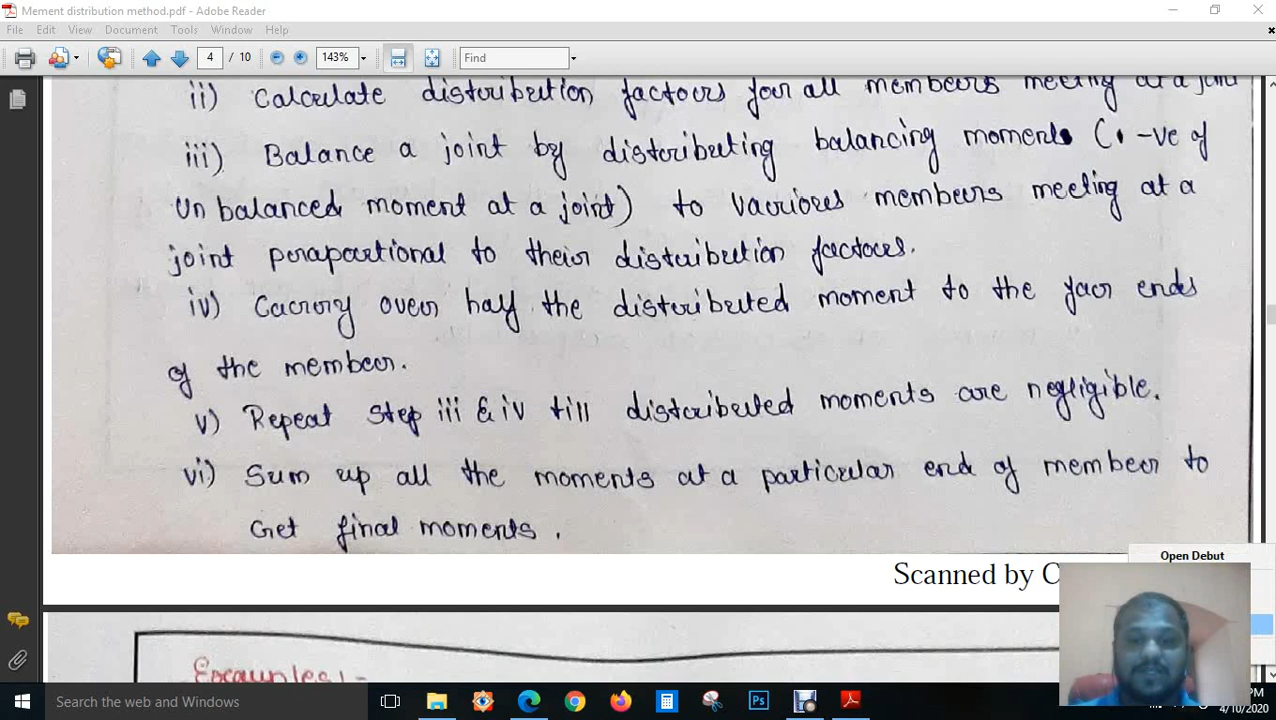 Mement distribution method.pdf - Adobe Reader
File Edit View Document Tools Window Help
4 / 10 143% Find
ii) Calculate distribution factors for all members meeting at a joint
iii) Balance a joint by distributing balancing moment (-ve of
Unbalanced moment at a joint) to various members meeting at a
joint praportional to their distribution factores.
iv) Carry over half the distributed moment to the far ends
of the member.
v) Repeat step iii & iv till distributed moments are negligible.
vi) Sum up all the moments at a particular end of member to
Get final moments.
Open Debut
Scanned by C
Examples:-
Search the web and Windows
PM
4/10/2020